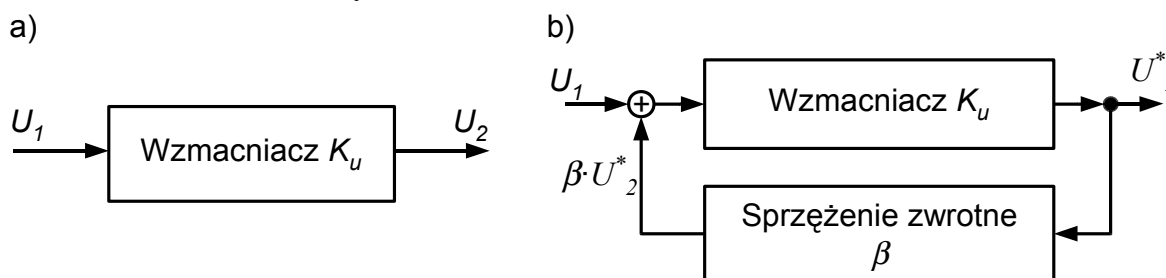 a)
U₁
Wzmacniacz Kᵤ
U₂
b)
U₁
Wzmacniacz Kᵤ
U*
β·U*₂
Sprzężenie zwrotne
β